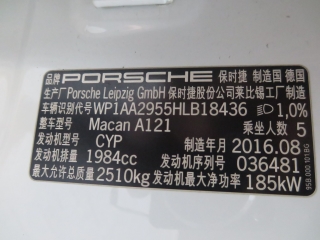 品牌 PORSCHE 保时捷 制造国 德国
生产厂 Porsche Leipzig GmbH 保时捷股份公司莱比锡工厂制造
车辆识别代号 WP1AA2955HLB18436 1,0%
整车型号 Macan A121 乘坐人数 5
发动机型号 CYP 制造年月 2016.08
发动机排量 1984cc 发动机序列号 036481
最大允许总质量 2510kg 发动机最大净功率 185kW